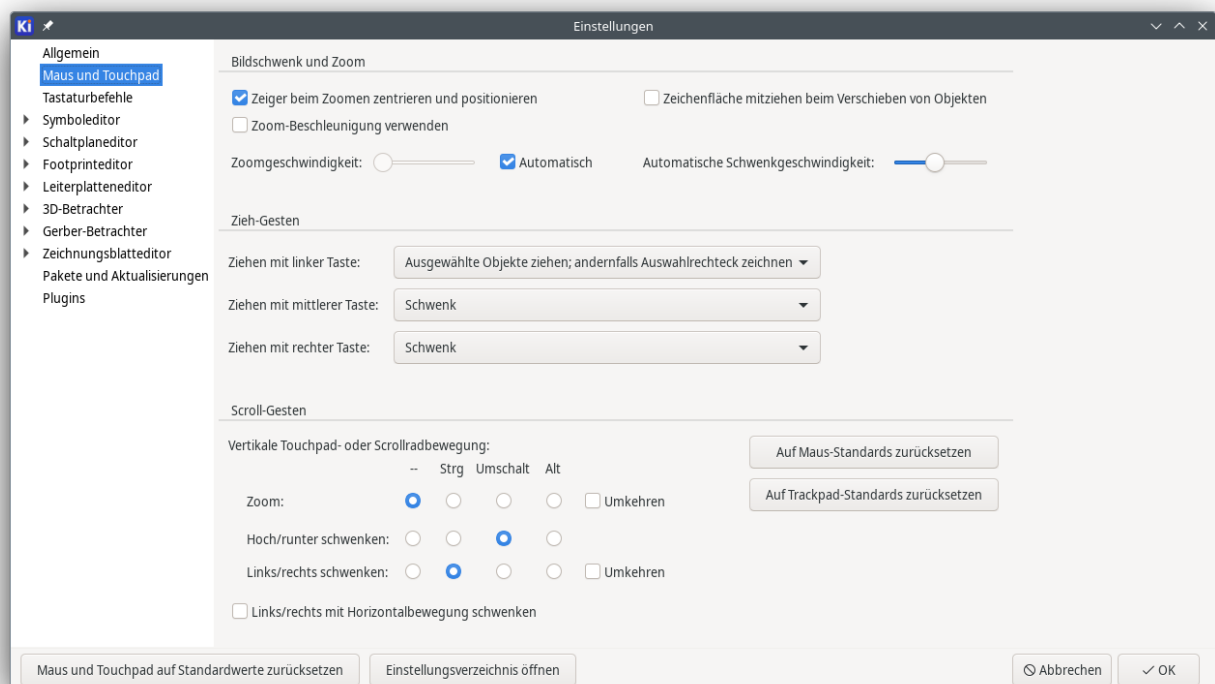 Ki
Einstellungen
Allgemein
Maus und Touchpad
Tastaturbefehle
Symboleditor
Schaltplaneditor
Footprinteditor
Leiterplatteneditor
3D-Betrachter
Gerber-Betrachter
Zeichnungsblatteditor
Pakete und Aktualisierungen
Plugins
Bildschwenk und Zoom
Zeiger beim Zoomen zentrieren und positionieren
Zeichenfläche mitziehen beim Verschieben von Objekten
Zoom-Beschleunigung verwenden
Zoomgeschwindigkeit:
Automatisch
Automatische Schwenkgeschwindigkeit:
Zieh-Gesten
Ziehen mit linker Taste: Ausgewählte Objekte ziehen; andernfalls Auswahlrechteck zeichnen
Ziehen mit mittlerer Taste: Schwenk
Ziehen mit rechter Taste: Schwenk
Scroll-Gesten
Vertikale Touchpad- oder Scrollradbewegung:
-- Strg Umschalt Alt
Zoom: Umkehren
Hoch/runter schwenken:
Links/rechts schwenken: Umkehren
Links/rechts mit Horizontalbewegung schwenken
Auf Maus-Standards zurücksetzen
Auf Trackpad-Standards zurücksetzen
Maus und Touchpad auf Standardwerte zurücksetzen
Einstellungsverzeichnis öffnen
Abbrechen
OK